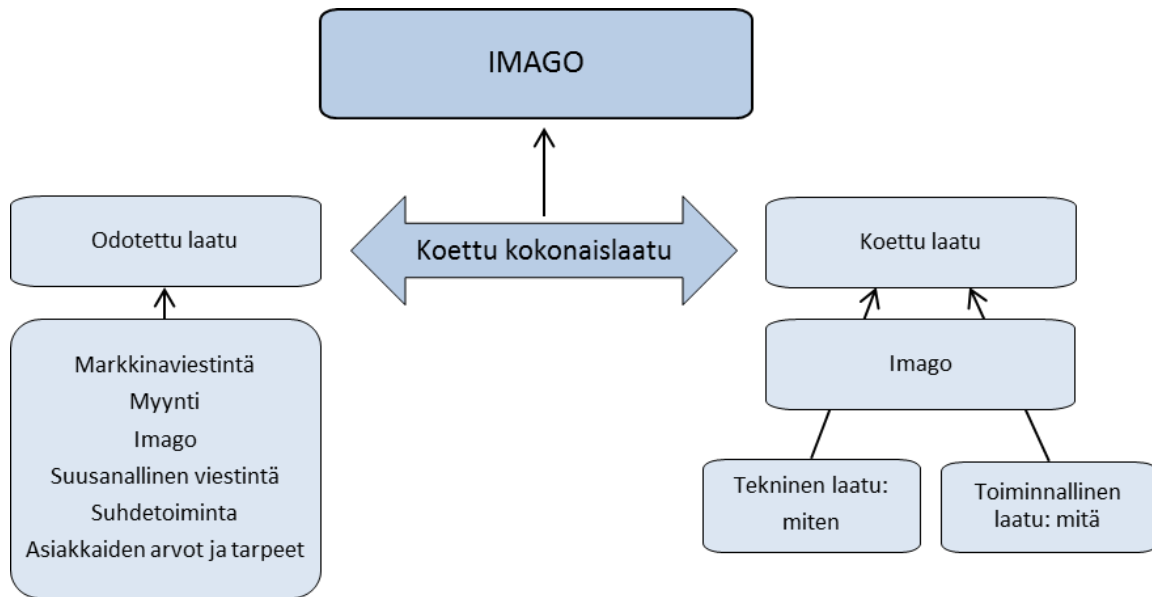 IMAGO
Odotettu laatu
Koettu kokonaislaatu
Koettu laatu
Markkinaviestintä
Myynti
Imago
Suusanallinen viestintä
Suhdetoiminta
Asiakkaiden arvot ja tarpeet
Imago
Tekninen laatu:
miten
Toiminnallinen
laatu: mitä